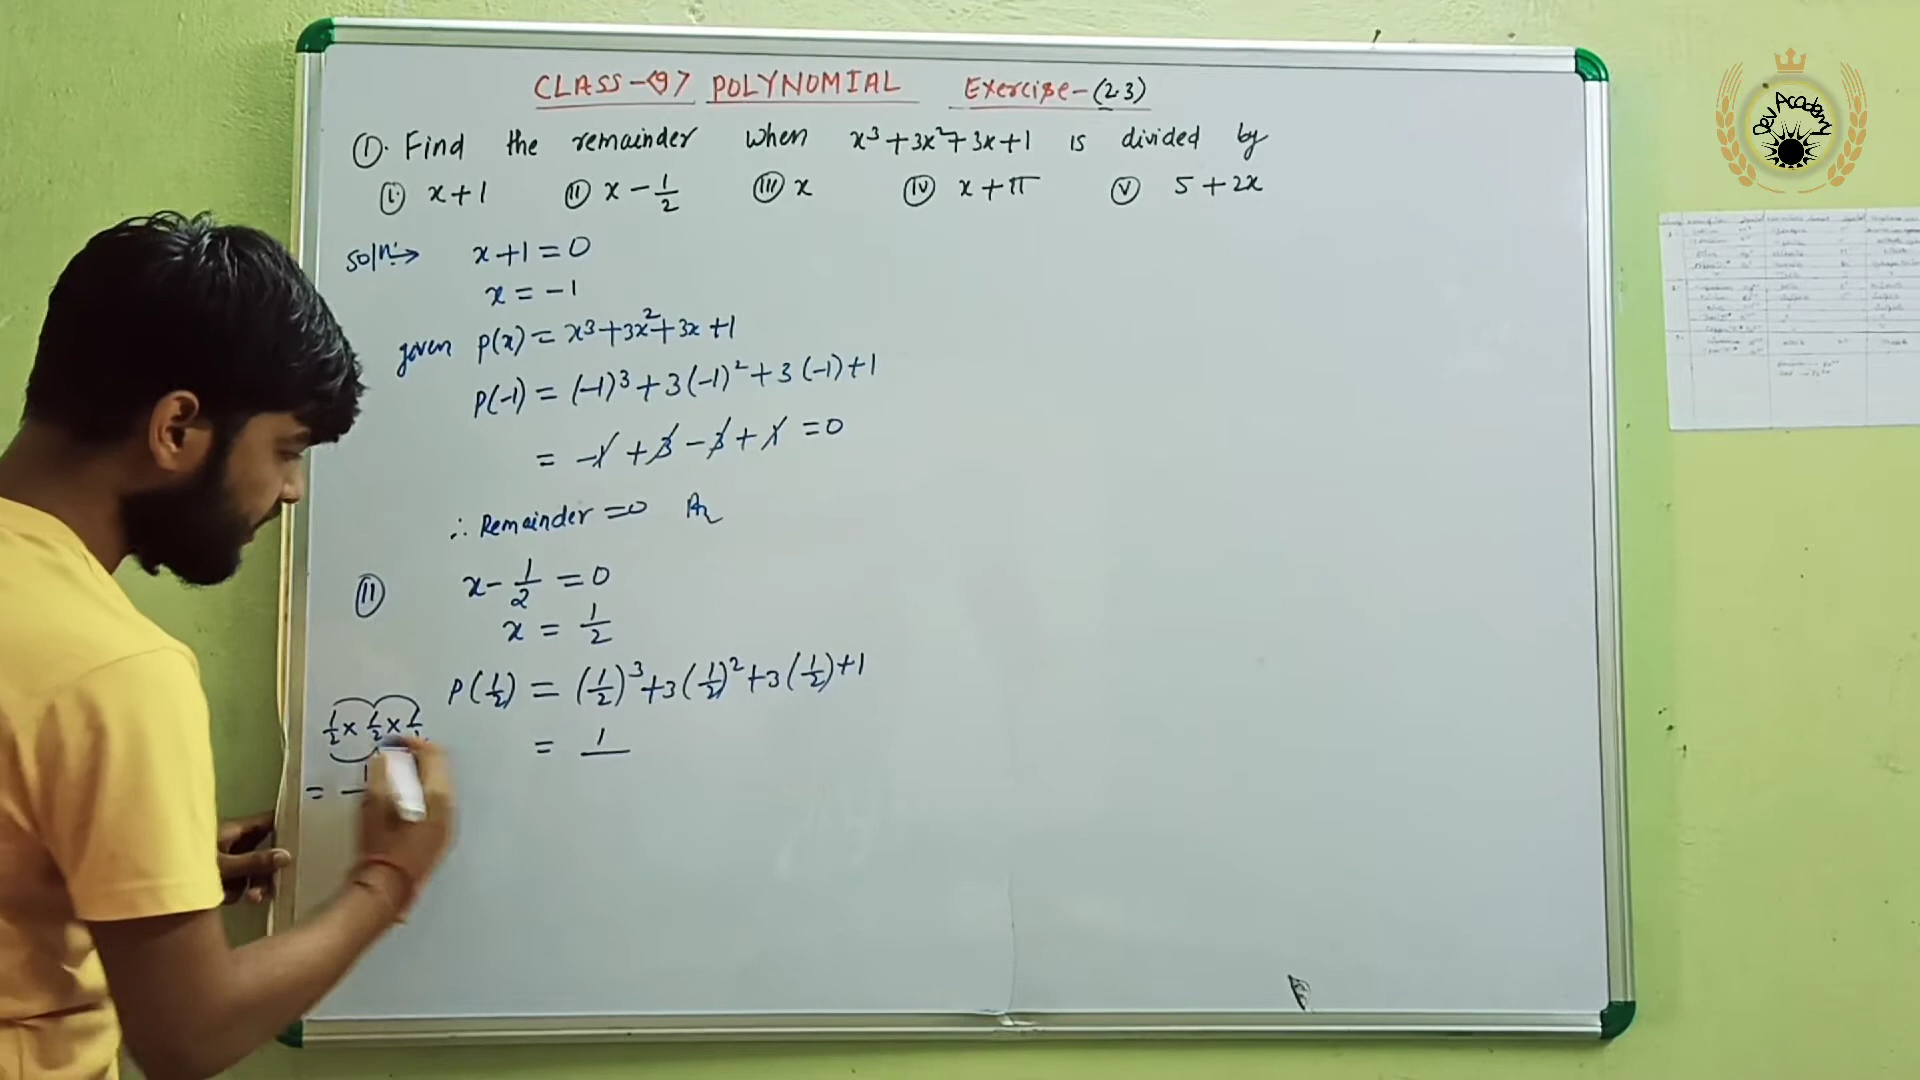 CLASS-<9> POLYNOMIAL Exercise-(2.3)
①. Find the remainder when x³+3x²+3x+1 is divided by
(i) x+1 (ii) x-1/2 (iii) x (iv) x+π (v) 5+2x
Soln:→ x+1=0
x=-1
given p(x)=x³+3x²+3x+1
P(-1)=(-1)³+3(-1)²+3(-1)+1
= -1+3-3+1=0
∴ Remainder=0
(ii) x-1/2=0
x=1/2
P(1/2)=(1/2)³+3(1/2)²+3(1/2)+1
1/2×1/2×1/2
= 1
= 1
Dev Academy